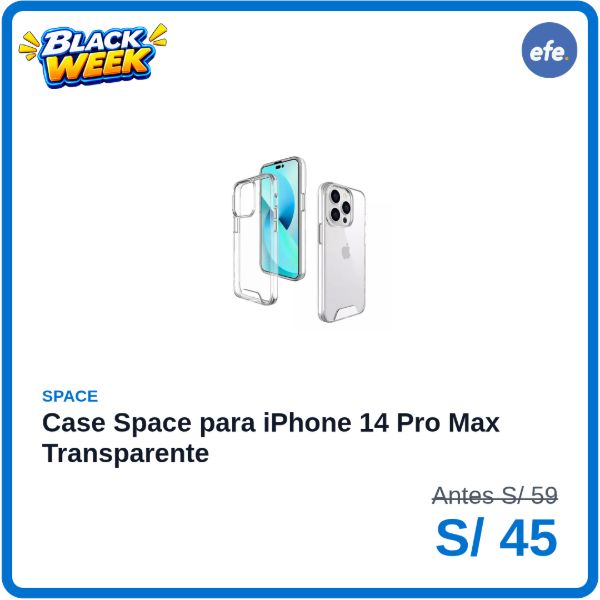 BLACK
WEEK
efe.
SPACE
Case Space para iPhone 14 Pro Max
Transparente
Antes S/ 59
S/ 45